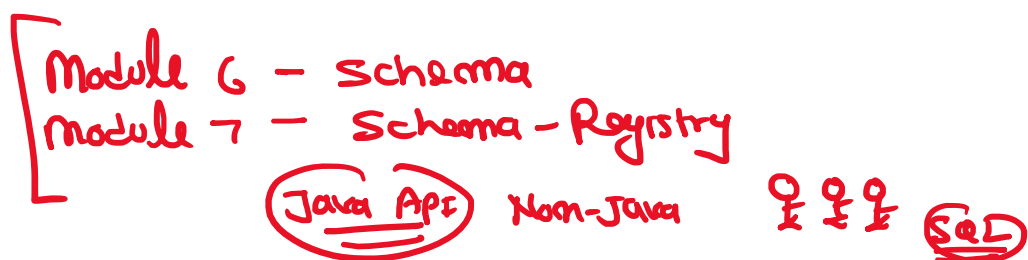 Module 6 - Schema
Module 7 - Schema-Registry
Java API Non-Java SQL